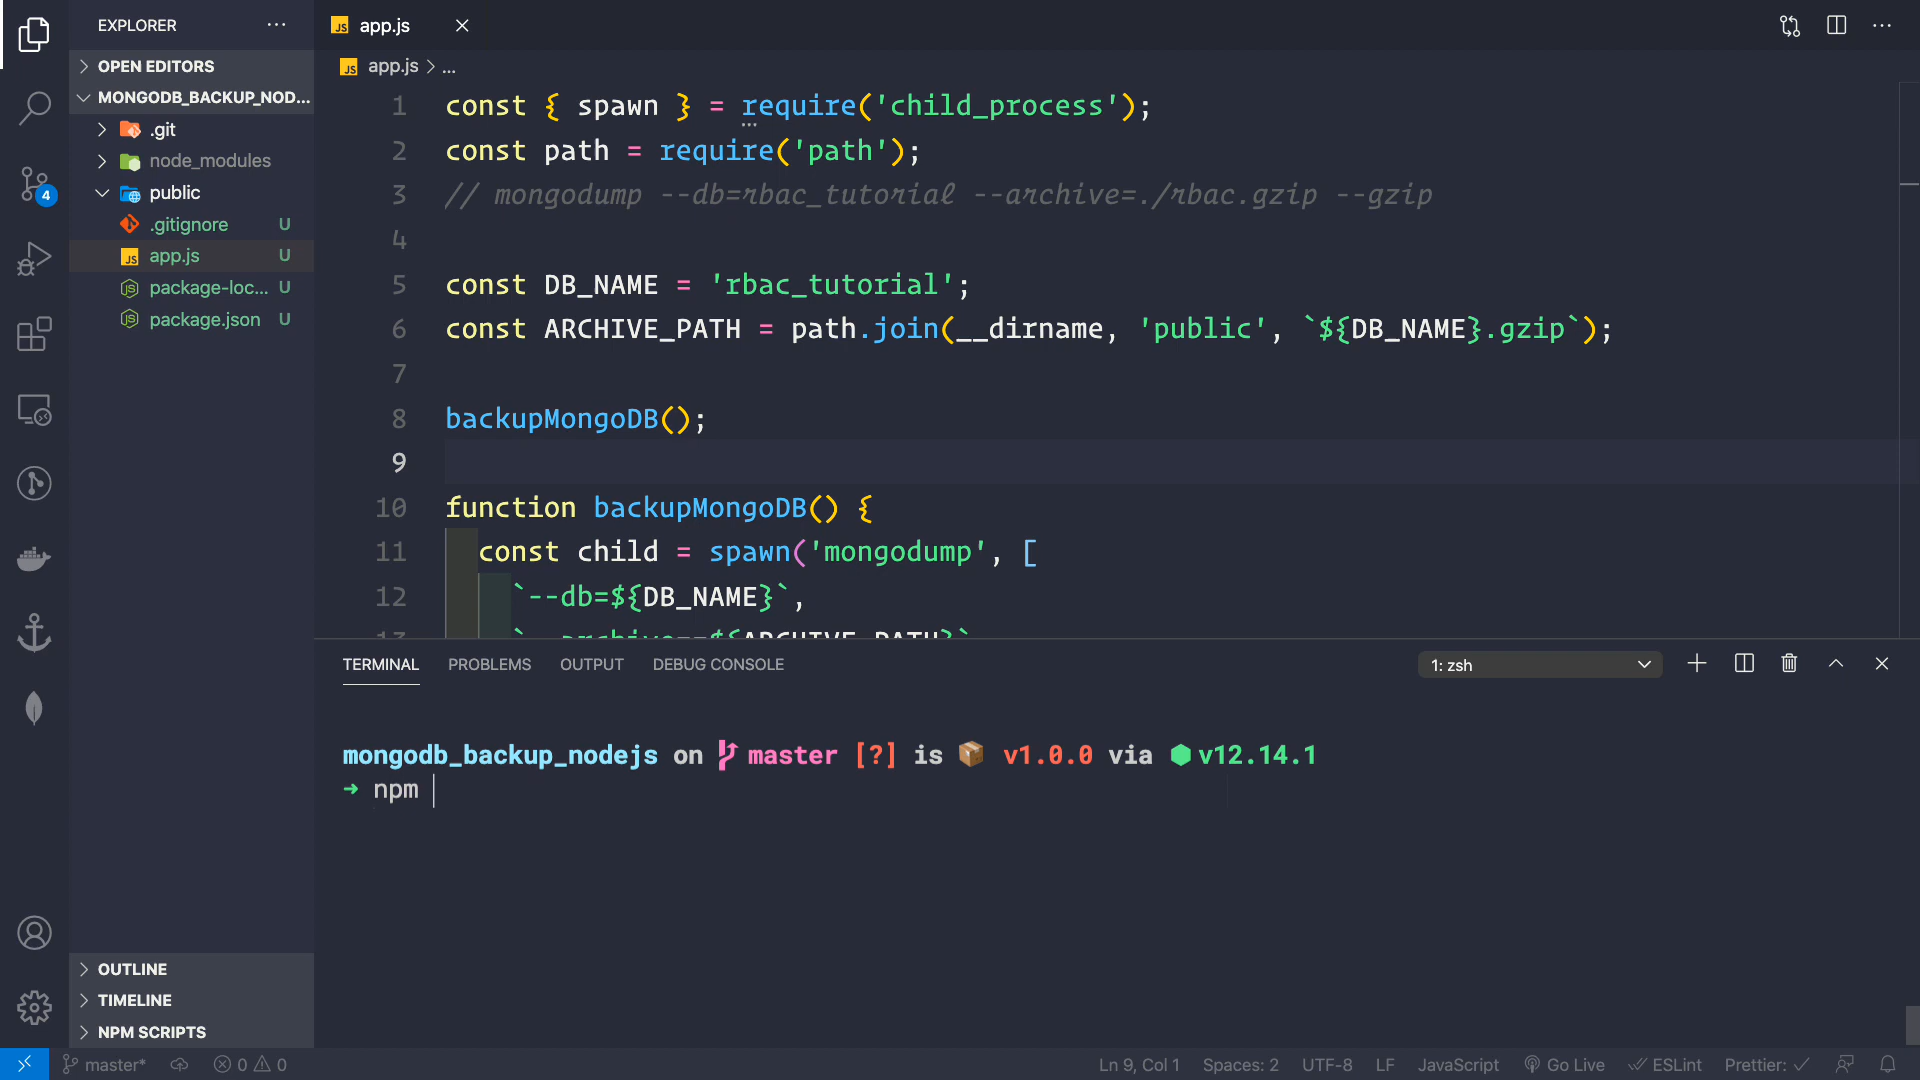 EXPLORER
OPEN EDITORS
MONGODB_BACKUP_NOD...
.git
node_modules
public
.gitignore U
app.js U
package-loc... U
package.json U
4
OUTLINE
TIMELINE
NPM SCRIPTS
JS app.js
JS app.js > ...
1 const { spawn } = require('child_process');
2 const path = require('path');
3 // mongodump --db=rbac_tutorial --archive=./rbac.gzip --gzip
4
5 const DB_NAME = 'rbac_tutorial';
6 const ARCHIVE_PATH = path.join(__dirname, 'public', `${DB_NAME}.gzip`);
7
8 backupMongoDB();
9
10 function backupMongoDB() {
11 const child = spawn('mongodump', [
12 `--db=${DB_NAME}`,
TERMINAL PROBLEMS OUTPUT DEBUG CONSOLE 1: zsh
mongodb_backup_nodejs on master [?] is 📦 v1.0.0 via ⬢ v12.14.1
➜ npm
master* 0 0 Ln 9, Col 1 Spaces: 2 UTF-8 LF JavaScript Go Live ESLint Prettier: ✓